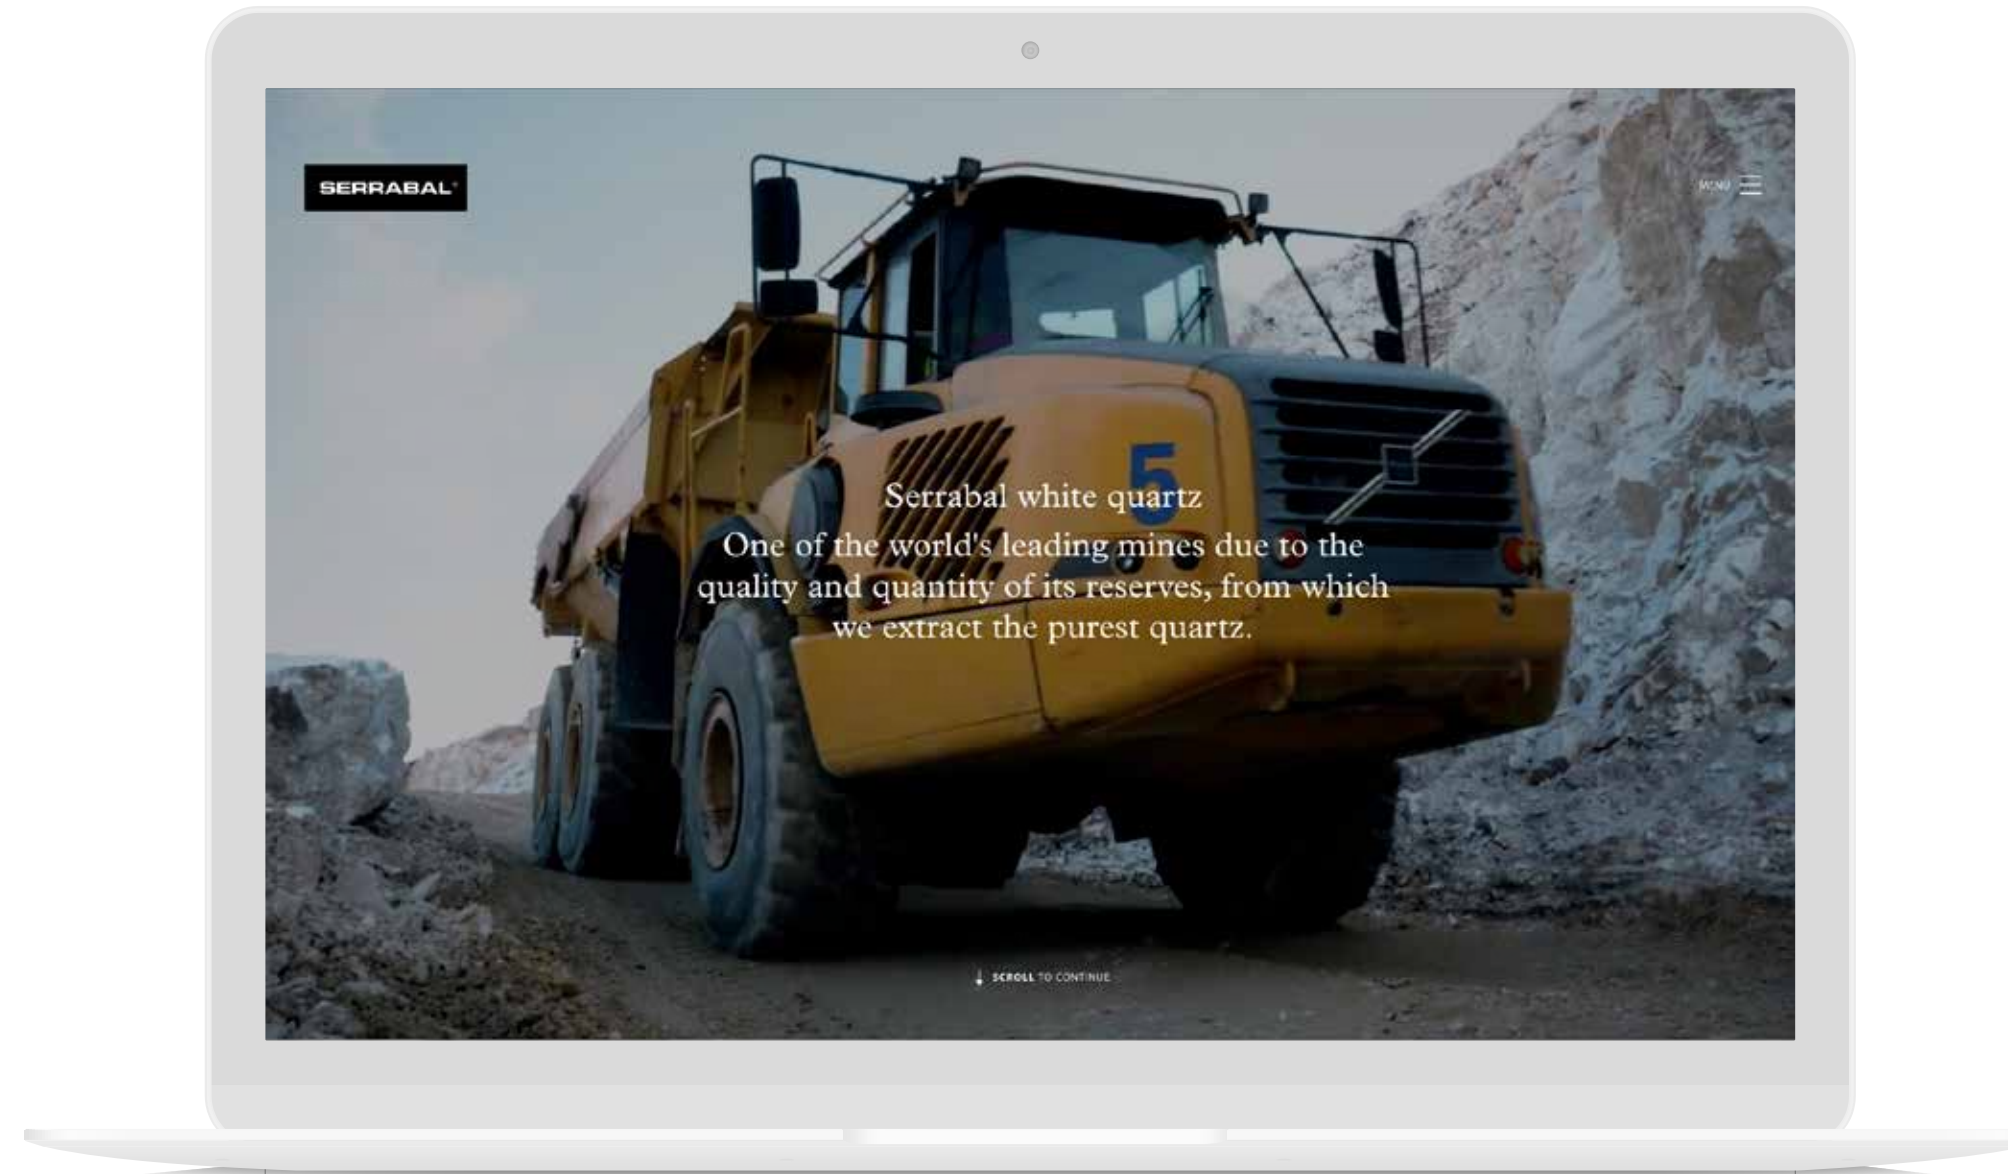 SERRABAL®
MENU
5
Serrabal white quartz
One of the world's leading mines due to the
quality and quantity of its reserves, from which
we extract the purest quartz.
SCROLL TO CONTINUE